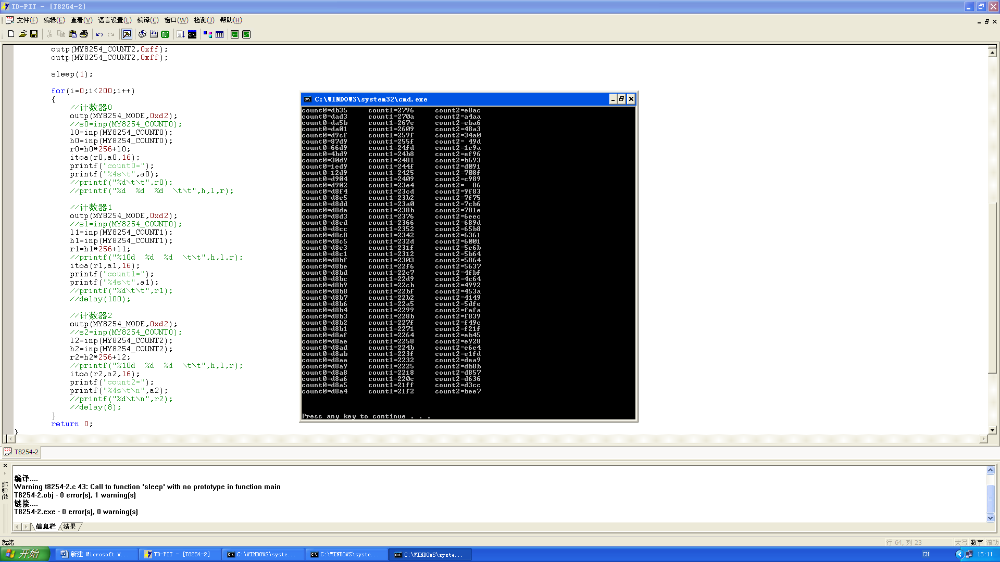 TD-PIT - [T8254-2]
文件(F) 编辑(E) 查看(V) 语言设置(L) 编译(C) 窗口(W) 检测(J) 帮助(H)
outp(MY8254_COUNT2,0xff);
outp(MY8254_COUNT2,0xff);
sleep(1);
for(i=0;i<200;i++)
{
//计数器0
outp(MY8254_MODE,0xd2);
//s0=inp(MY8254_COUNT0);
l0=inp(MY8254_COUNT0);
h0=inp(MY8254_COUNT0);
r0=h0*256+l0;
itoa(r0,a0,16);
printf("count0=");
printf("%4s\t",a0);
//printf("%d\t\t",r0);
//printf("%d  %d  %d  \t\t",h,l,r);
//计数器1
outp(MY8254_MODE,0xd2);
//s1=inp(MY8254_COUNT0);
l1=inp(MY8254_COUNT1);
h1=inp(MY8254_COUNT1);
r1=h1*256+l1;
//printf("%10d  %d  %d  \t\t",h,l,r);
itoa(r1,a1,16);
printf("count1=");
printf("%4s\t",a1);
//printf("%d\t\t",r1);
//delay(100);
//计数器2
outp(MY8254_MODE,0xd2);
//s2=inp(MY8254_COUNT0);
l2=inp(MY8254_COUNT2);
h2=inp(MY8254_COUNT2);
r2=h2*256+l2;
//printf("%10d  %d  %d  \t\t",h,l,r);
itoa(r2,a2,16);
printf("count2=");
printf("%4s\t\n",a2);
//printf("%d\t\n",r2);
//delay(8);
}
return 0;
}
C:\WINDOWS\system32\cmd.exe
count0=db35 count1=2796 count2=e8ac
count0=dad3 count1=270a count2=a4aa
count0=da5b count1=267e count2=eba6
count0=da01 count1=2609 count2=48a3
count0=d9cf count1=259f count2=34a0
count0=87d9 count1=255f count2= 49d
count0=66d9 count1=24fd count2=1c9a
count0=4bd9 count1=24b8 count2=ef96
count0=30d9 count1=2481 count2=b693
count0=1ed9 count1=244f count2=d091
count0=12d9 count1=2425 count2=708f
count0=d904 count1=2409 count2=c989
count0=d902 count1=23e4 count2=  86
count0=d8f4 count1=23cd count2=9f83
count0=d8e5 count1=23b2 count2=7f75
count0=d8dd count1=23a0 count2=7cb6
count0=d8da count1=238b count2=781e
count0=d8d3 count1=2376 count2=6eec
count0=d8cd count1=2366 count2=689d
count0=d8cc count1=2352 count2=65b8
count0=d8c8 count1=2342 count2=6361
count0=d8c5 count1=232d count2=6001
count0=d8c3 count1=231f count2=5e6b
count0=d8c1 count1=2312 count2=5b64
count0=d8bf count1=2303 count2=5864
count0=d8be count1=22f6 count2=5637
count0=d8bd count1=22e7 count2=4fbf
count0=d8bc count1=22d9 count2=4c64
count0=d8b9 count1=22cb count2=4992
count0=d8b8 count1=22bf count2=453a
count0=d8b7 count1=22b2 count2=4149
count0=d8b6 count1=22a5 count2=5dfe
count0=d8b4 count1=2299 count2=fafa
count0=d8b3 count1=228b count2=f839
count0=d8b2 count1=227f count2=f49c
count0=d8b1 count1=2271 count2=f21f
count0=d8af count1=2264 count2=eb45
count0=d8ae count1=2258 count2=e928
count0=d8ad count1=224b count2=e6e4
count0=d8ab count1=223f count2=e1fd
count0=d8aa count1=2232 count2=dea9
count0=d8a9 count1=2225 count2=db8b
count0=d8a8 count1=2218 count2=d857
count0=d8a6 count1=220c count2=d636
count0=d8a5 count1=21ff count2=d3cc
count0=d8a4 count1=21f2 count2=bee7
Press any key to continue . . .
T8254-2
编译....
Warning t8254-2.c 43: Call to function 'sleep' with no prototype in function main
T8254-2.obj - 0 error(s), 1 warning(s)
链接....
T8254-2.exe - 0 error(s), 0 warning(s)
信息栏
信息栏 结果
就绪 行 64, 列 23 大写 数字 滚动
开始 新建 Microsoft W... TD-PIT - [T8254-2] C:\WINDOWS\syste... C:\WINDOWS\syste... C:\WINDOWS\syste... CH 15:11